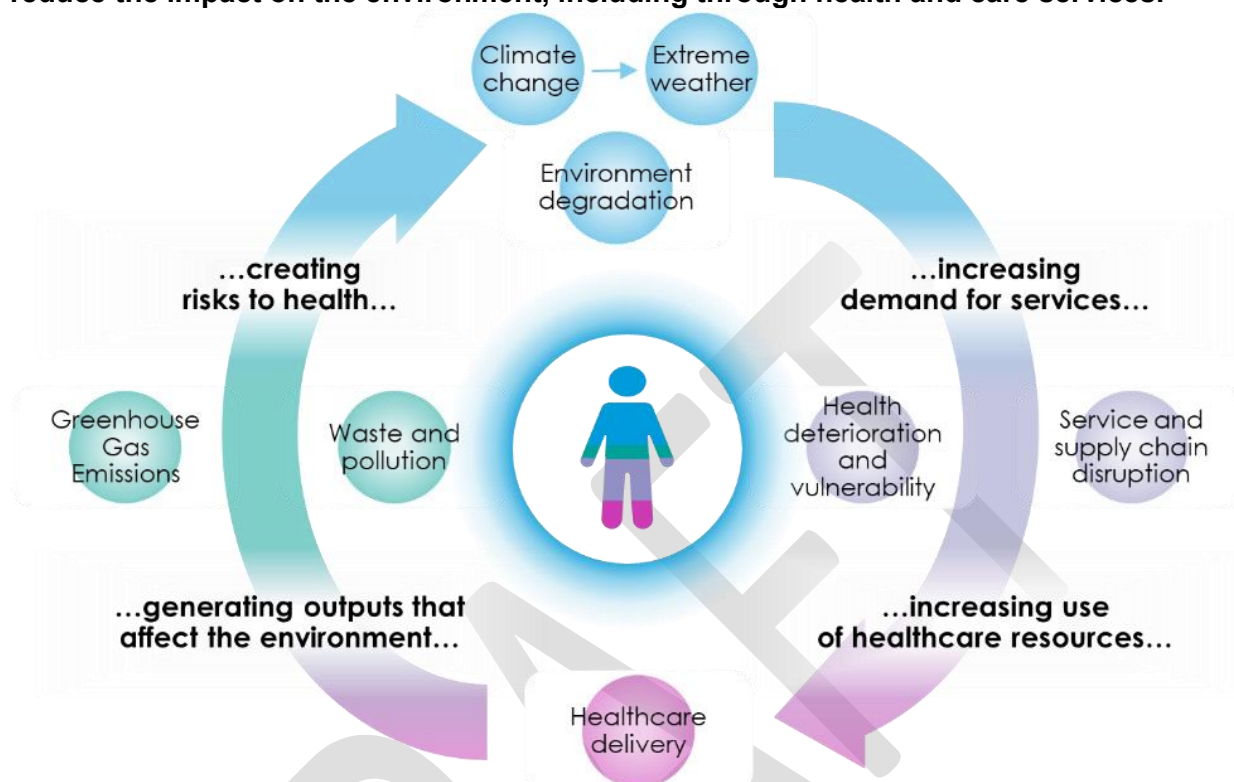 reduce the impact on the environment, including through health and care services.
Climate
change
Extreme
weather
Environment
degradation
…creating
risks to health…
…increasing
demand for services…
Greenhouse
Gas
Emissions
Waste and
pollution
Health
deterioration
and
vulnerability
Service and
supply chain
disruption
…generating outputs that
affect the environment…
…increasing use
of healthcare resources…
Healthcare
delivery
DRAFT